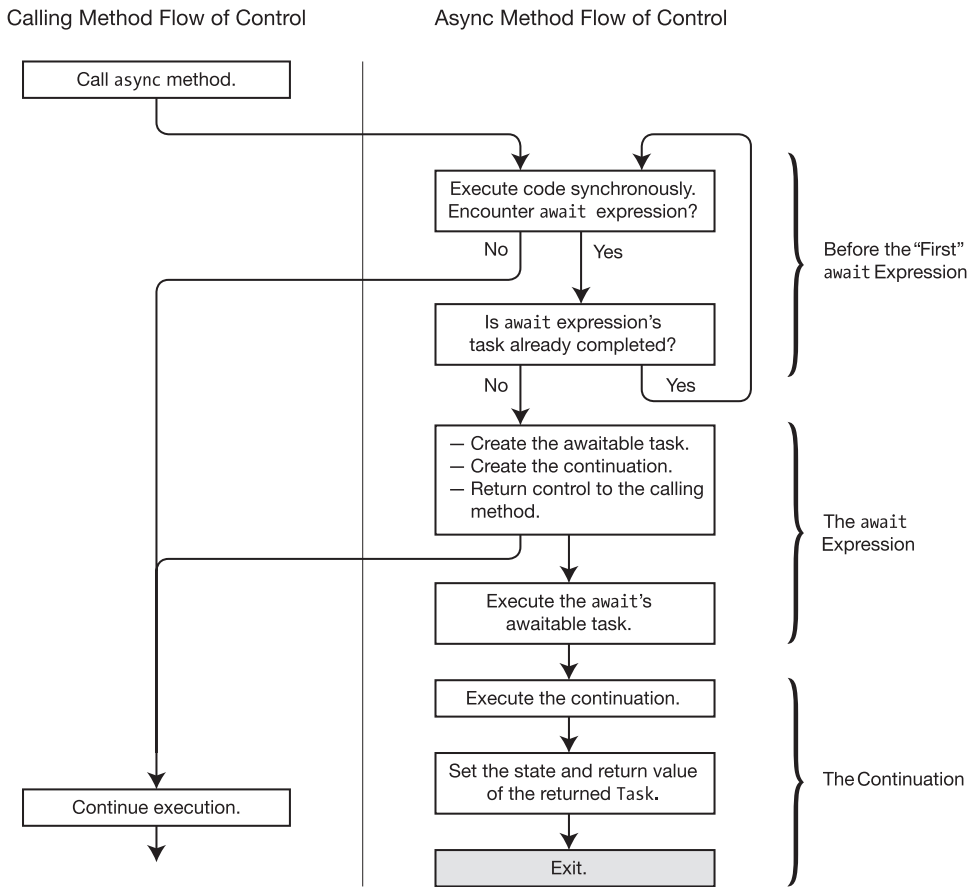 Calling Method Flow of Control
Async Method Flow of Control
Call async method.
Execute code synchronously.
Encounter await expression?
No
Yes
Before the “First”
await Expression
Is await expression’s
task already completed?
No
Yes
— Create the awaitable task.
— Create the continuation.
— Return control to the calling
method.
The await
Expression
Execute the await’s
awaitable task.
Execute the continuation.
Set the state and return value
of the returned Task.
The Continuation
Continue execution.
Exit.